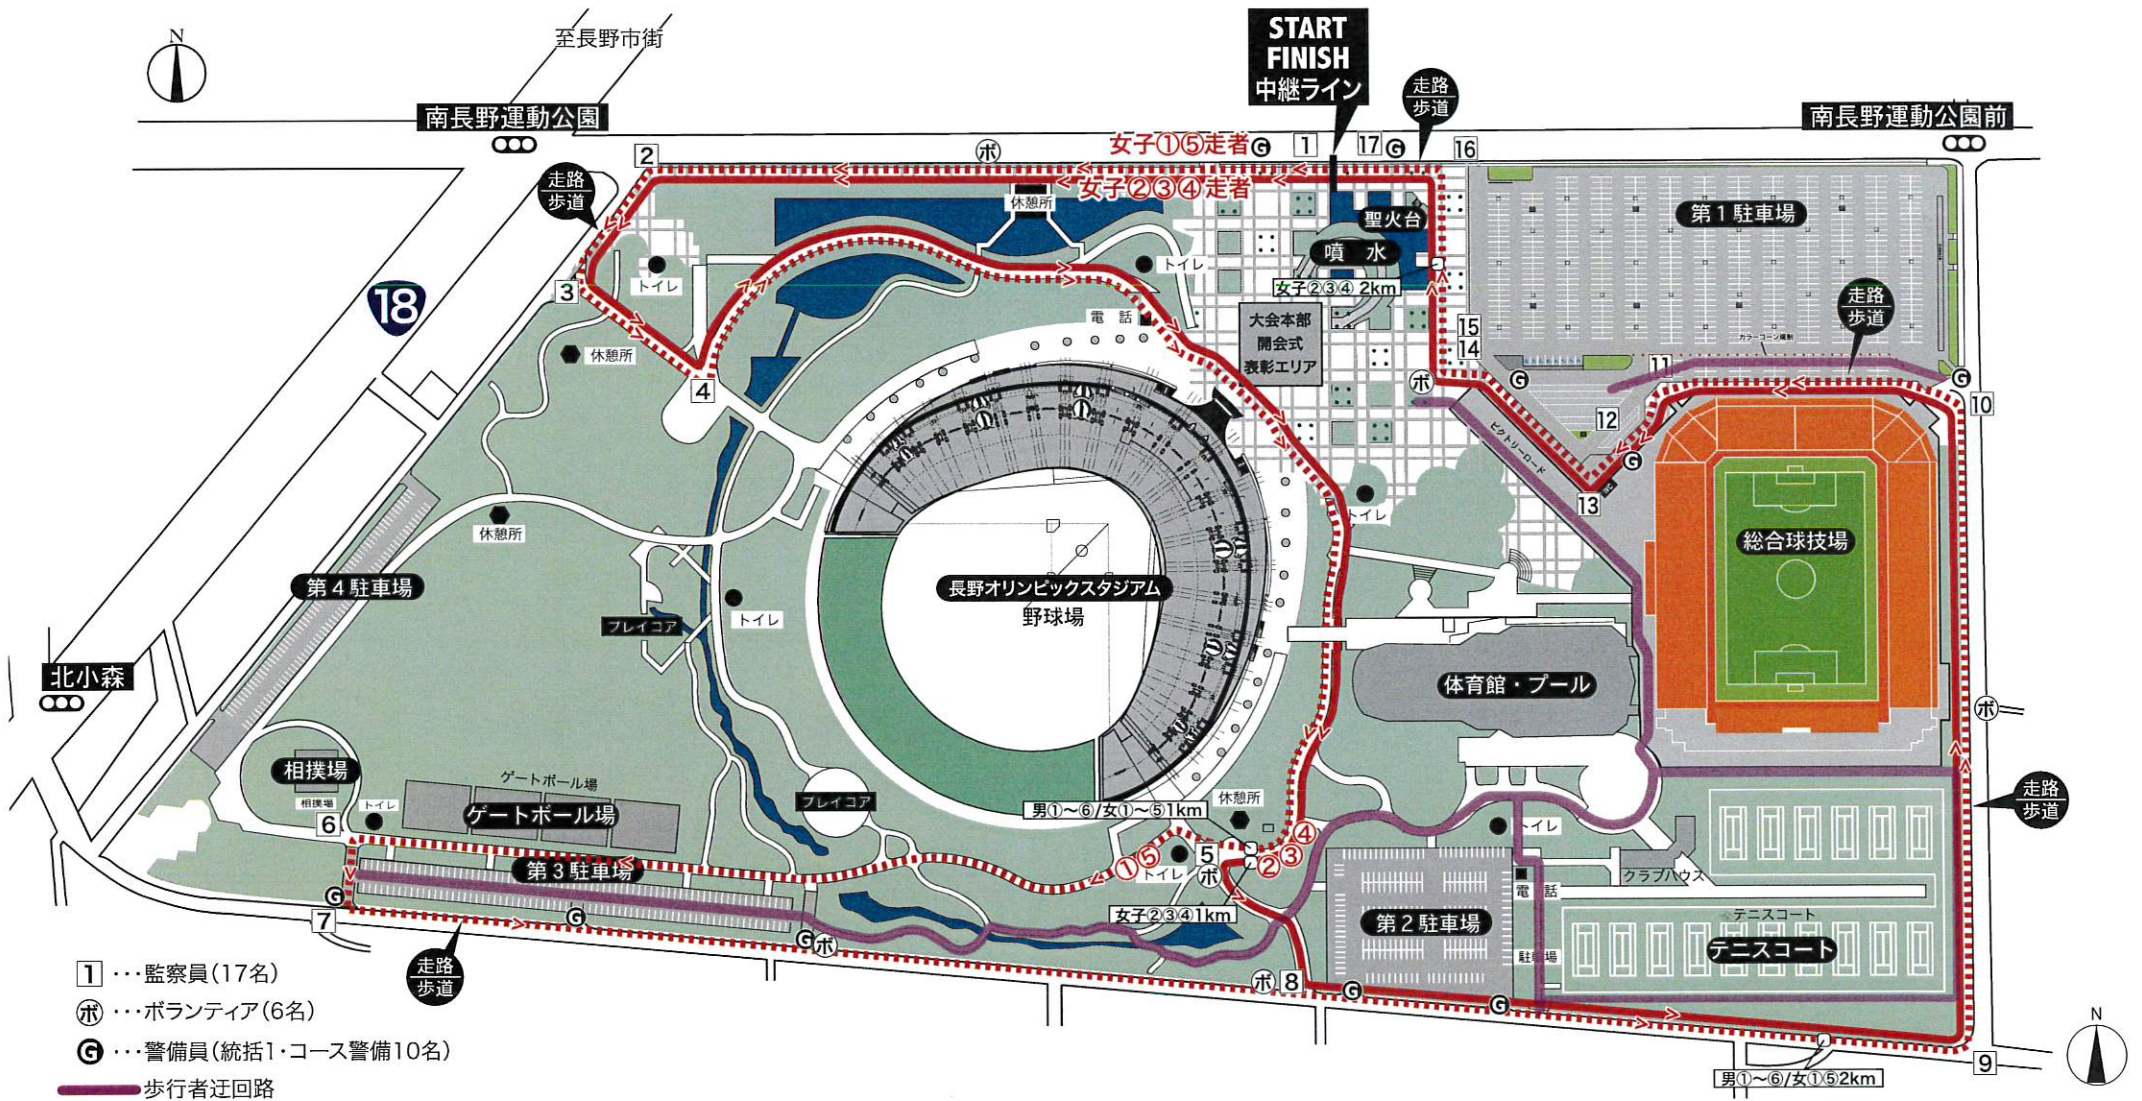 START
FINISH
中継ライン
N
至長野市街
走路
歩道
南長野運動公園
南長野運動公園前
女子①⑤走者
G
1
17
G
16
2
ボ
走路
歩道
女子②③④走者
休憩所
聖火台
第1駐車場
噴 水
トイレ
トイレ
女子②③④ 2km
3
18
走路
歩道
電 話
大会本部
開会式
表彰エリア
15
14
カラーコーン規制
休憩所
11
G
G
4
ボ
10
12
ビクトリーロード
G
13
トイレ
休憩所
総合球技場
第4駐車場
長野オリンピックスタジアム
野球場
トイレ
プレイコア
北小森
体育館・プール
ボ
相撲場
ゲートボール場
相撲場
トイレ
ゲートボール場
プレイコア
休憩所
男①～⑥/女①～⑤1km
走路
歩道
6
トイレ
②③④
5
①⑤
トイレ
第3駐車場
ボ
クラブハウス
電 話
G
7
G
女子②③④1km
第2駐車場
テニスコート
テニスコート
G
ボ
駐車場
走路
歩道
ボ
8
G
G
1 ･･･監察員(17名)
ボ ･･･ボランティア(6名)
G ･･･警備員(統括1･コース警備10名)
歩行者迂回路
9
N
男①～⑥/女①⑤2km